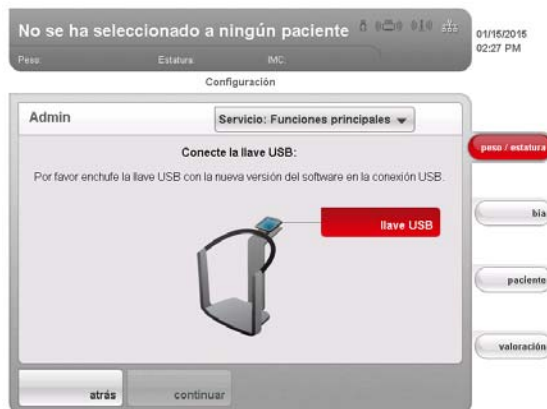 No se ha seleccionado a ningún paciente
01/15/2015
02:27 PM
Peso: Estatura: IMC:
Configuración
Admin
Servicio: Funciones principales
Conecte la llave USB:
Por favor enchufe la llave USB con la nueva versión del software en la conexión USB.
llave USB
peso / estatura
bia
paciente
valoración
atrás continuar